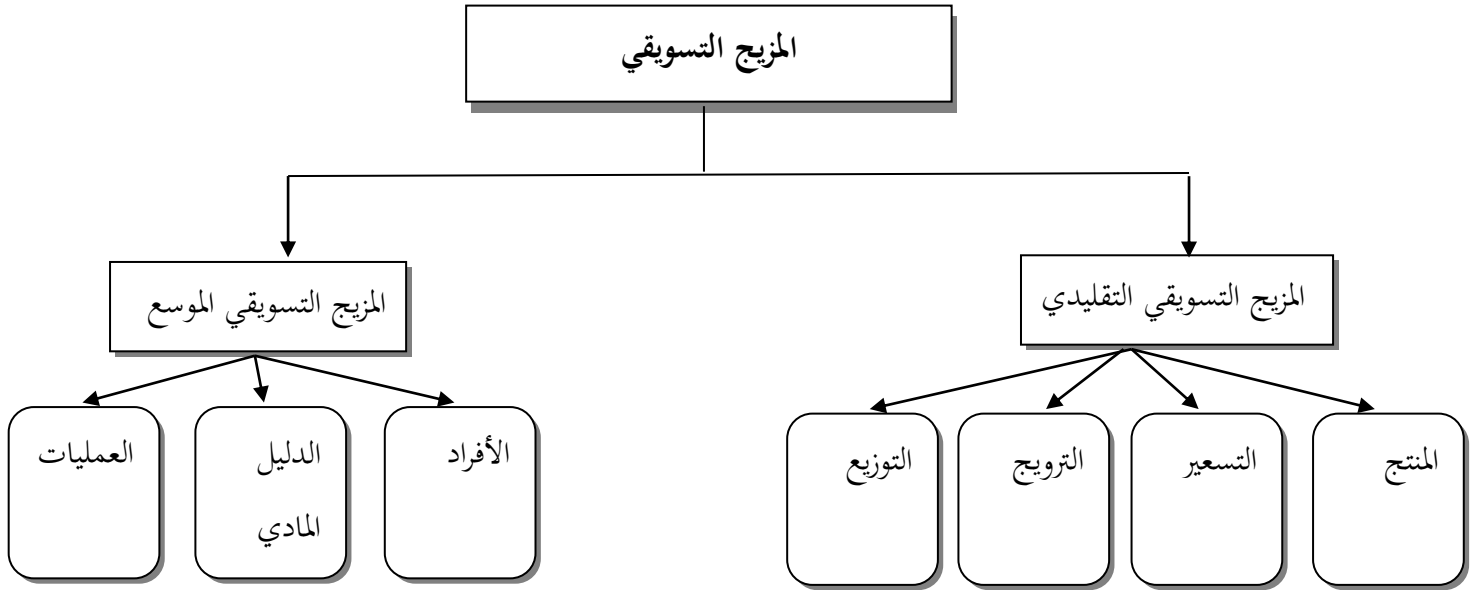 المزيج التسويقي
المزيج التسويقي التقليدي
المزيج التسويقي الموسع
المنتج
التسعير
الترويج
التوزيع
الأفراد
الدليل
المادي
العمليات